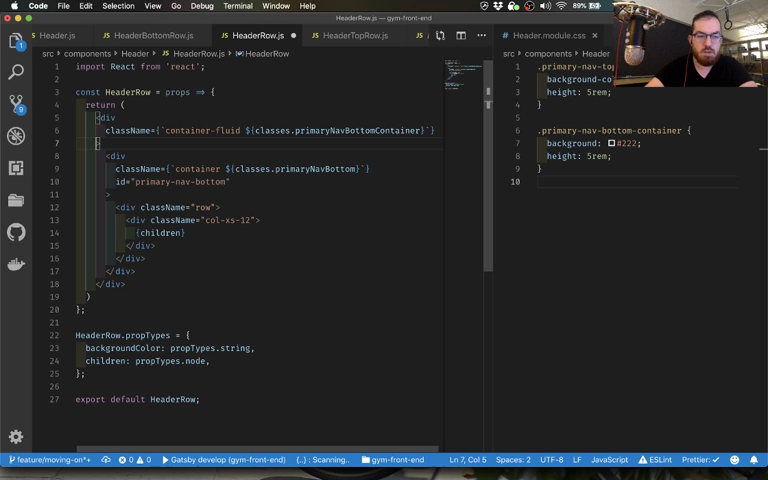 Code File Edit Selection View Go Debug Terminal Window Help 89%
HeaderRow.js — gym-front-end
Header.js HeaderBottomRow.js HeaderRow.js HeaderTopRow.js Header.module.css
src > components > Header > HeaderRow.js > HeaderRow
src > components > Header
1 import React from 'react';
2
3 const HeaderRow = props => {
4 return (
5 <div
6 className={`container-fluid ${classes.primaryNavBottomContainer}`}
7 >
8 <div
9 className={`container ${classes.primaryNavBottom}`}
10 id="primary-nav-bottom"
11 >
12 <div className="row">
13 <div className="col-xs-12">
14 {children}
15 </div>
16 </div>
17 </div>
18 </div>
19 )
20 };
21
22 HeaderRow.propTypes = {
23 backgroundColor: propTypes.string,
24 children: propTypes.node,
25 };
26
27 export default HeaderRow;
1 .primary-nav-top
2 background-co
3 height: 5rem;
4 }
5
6 .primary-nav-bottom-container {
7 background: #222;
8 height: 5rem;
9 }
10
1
9
feature/moving-on*+ 0 0 Gatsby develop (gym-front-end) {..} : Scanning.. gym-front-end Ln 7, Col 5 Spaces: 2 UTF-8 LF JavaScript ESLint Prettier: ✓